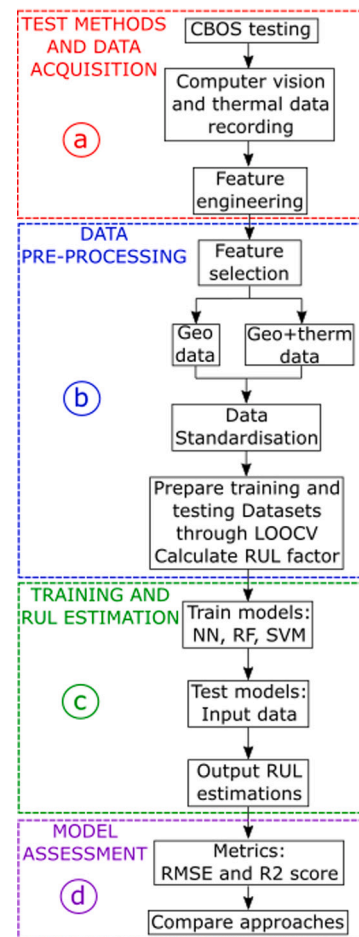 TEST METHODS
AND DATA
ACQUISITION
a
CBOS testing
Computer vision
and thermal data
recording
Feature
engineering
DATA
PRE-PROCESSING
b
Feature
selection
Geo
data
Geo+therm
data
Data
Standardisation
Prepare training and
testing Datasets
through LOOCV
Calculate RUL factor
TRAINING AND
RUL ESTIMATION
c
Train models:
NN, RF, SVM
Test models:
Input data
Output RUL
estimations
MODEL
ASSESSMENT
d
Metrics:
RMSE and R2 score
Compare approaches